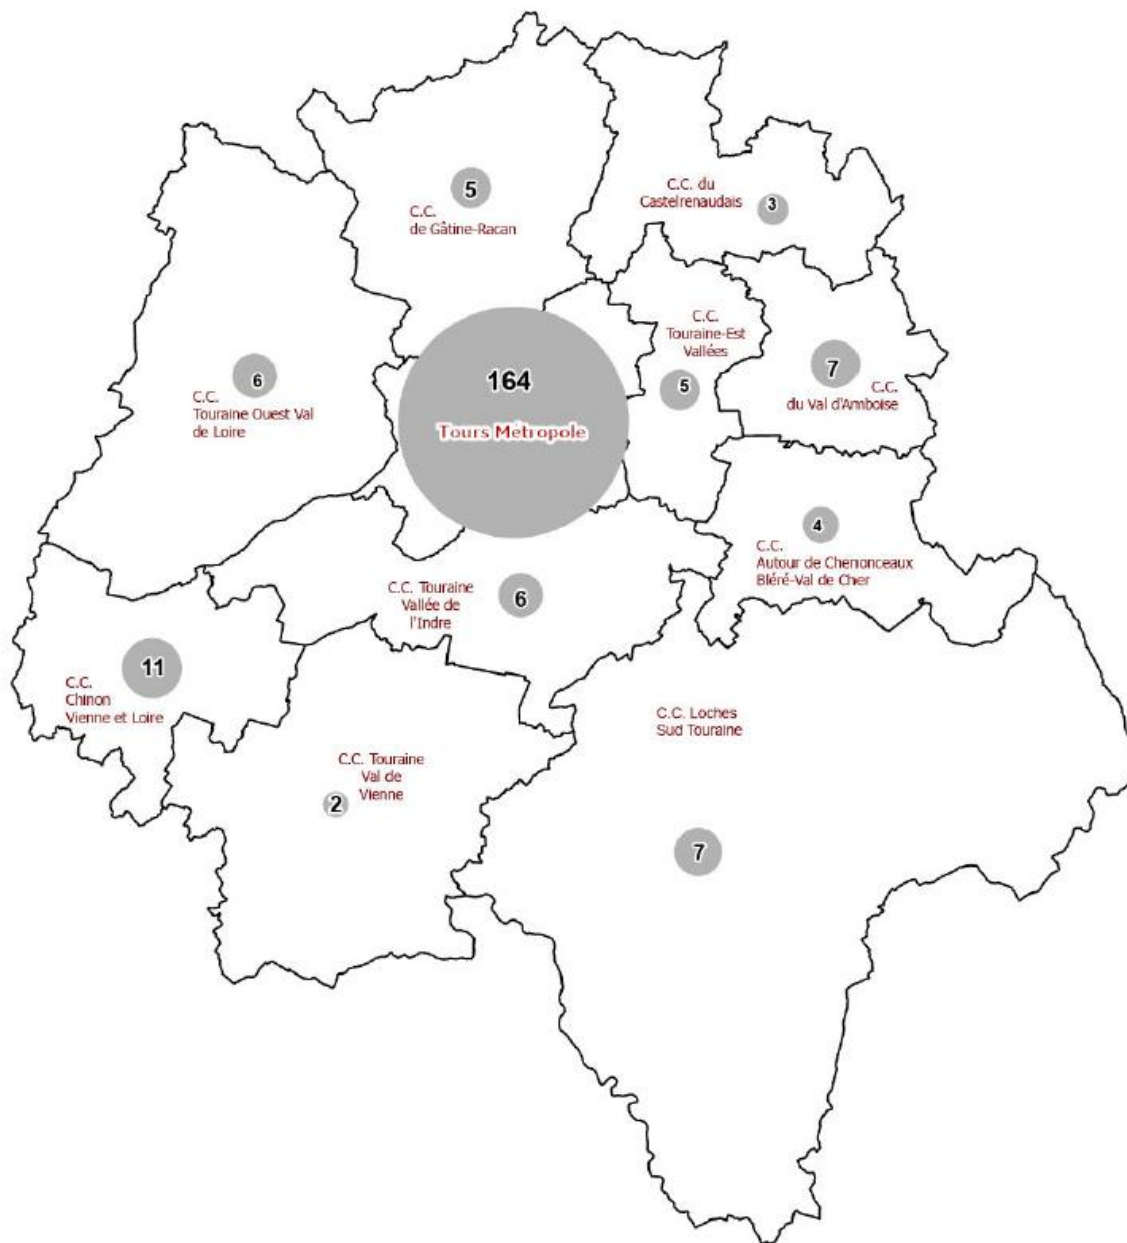 5
C.C.
de Gâtine-Racan
C.C. du
Castelrenaudais
3
C.C.
Touraine-Est
Vallées
5
7
C.C.
du Val d'Amboise
6
C.C.
Touraine Ouest Val
de Loire
164
Tours Métropole
4
C.C.
Autour de Chenonceaux
Bléré-Val de Cher
C.C. Touraine
Vallée de
l'Indre
6
11
C.C.
Chinon
Vienne et Loire
C.C. Loches
Sud Touraine
7
C.C. Touraine
Val de
Vienne
2